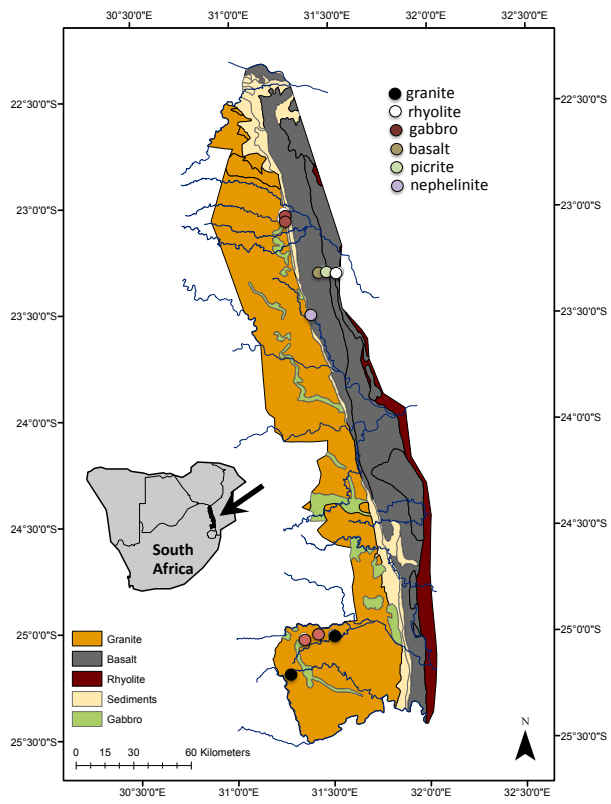 30°30'0"E 31°0'0"E 31°30'0"E 32°0'0"E 32°30'0"E
22°30'0"S
23°0'0"S
23°30'0"S
24°0'0"S
24°30'0"S
25°0'0"S
25°30'0"S
granite
rhyolite
gabbro
basalt
picrite
nephelinite
22°30'0"S
23°0'0"S
23°30'0"S
24°0'0"S
24°30'0"S
25°0'0"S
25°30'0"S
South
Africa
Granite
Basalt
Rhyolite
Sediments
Gabbro
0 15 30 60 Kilometers
N
30°30'0"E 31°0'0"E 31°30'0"E 32°0'0"E 32°30'0"E